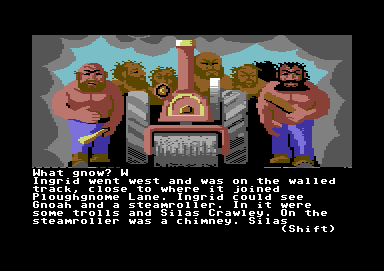 What gnow? W
Ingrid went west and was on the walled
track, close to where it joined
Ploughgnome Lane. Ingrid could see
Gnoah and a steamroller. In it were
some trolls and Silas Crawley. On the
steamroller was a chimney. Silas
(Shift)